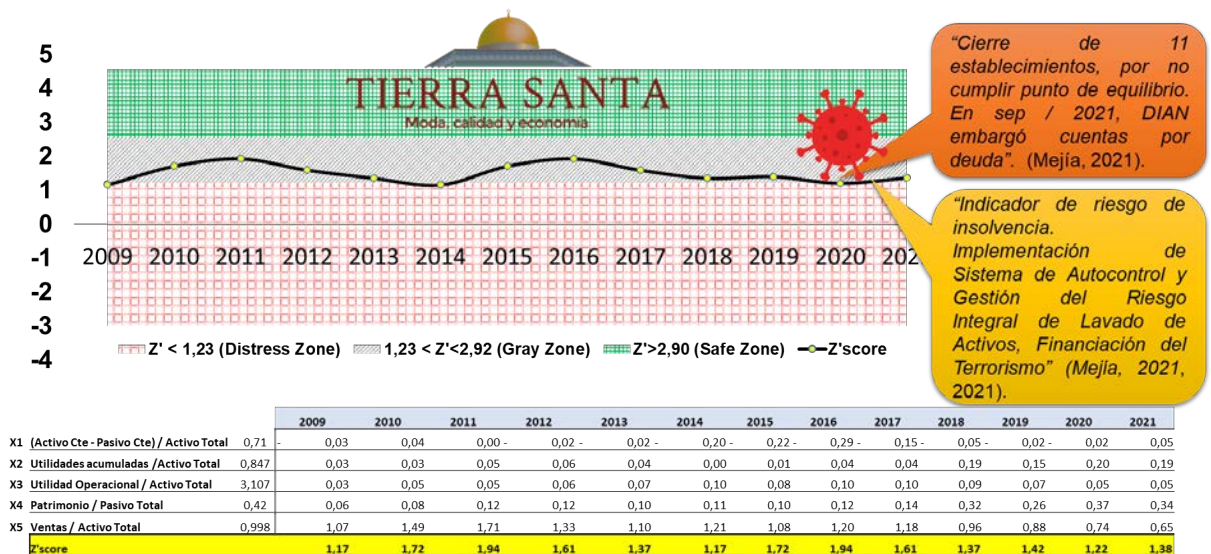 5
4
3
2
1
0
-1
-2
-3
-4
TIERRA SANTA
Moda, calidad y economía
2009 2010 2011 2012 2013 2014 2015 2016 2017 2018 2019 2020 202
Z' < 1,23 (Distress Zone) 1,23 < Z'<2,92 (Gray Zone) Z'>2,90 (Safe Zone) Z'score
“Cierre de 11
establecimientos, por no
cumplir punto de equilibrio.
En sep / 2021, DIAN
embargó cuentas por
deuda”. (Mejía, 2021).
“Indicador de riesgo de
insolvencia.
Implementación de
Sistema de Autocontrol y
Gestión del Riesgo
Integral de Lavado de
Activos, Financiación del
Terrorismo” (Mejía, 2021,
2021).
2009 2010 2011 2012 2013 2014 2015 2016 2017 2018 2019 2020 2021
X1 (Activo Cte - Pasivo Cte) / Activo Total 0,71 - 0,03 0,04 0,00 - 0,02 - 0,02 - 0,20 - 0,22 - 0,29 - 0,15 - 0,05 - 0,02 - 0,02 0,05
X2 Utilidades acumuladas /Activo Total 0,847 0,03 0,03 0,05 0,06 0,04 0,00 0,01 0,04 0,04 0,19 0,15 0,20 0,19
X3 Utilidad Operacional / Activo Total 3,107 0,03 0,05 0,05 0,06 0,07 0,10 0,08 0,10 0,10 0,09 0,07 0,05 0,05
X4 Patrimonio / Pasivo Total 0,42 0,06 0,08 0,12 0,12 0,10 0,11 0,10 0,12 0,14 0,32 0,26 0,37 0,34
X5 Ventas / Activo Total 0,998 1,07 1,49 1,71 1,33 1,10 1,21 1,08 1,20 1,18 0,96 0,88 0,74 0,65
Z'score 1,17 1,72 1,94 1,61 1,37 1,17 1,72 1,94 1,61 1,37 1,42 1,22 1,38